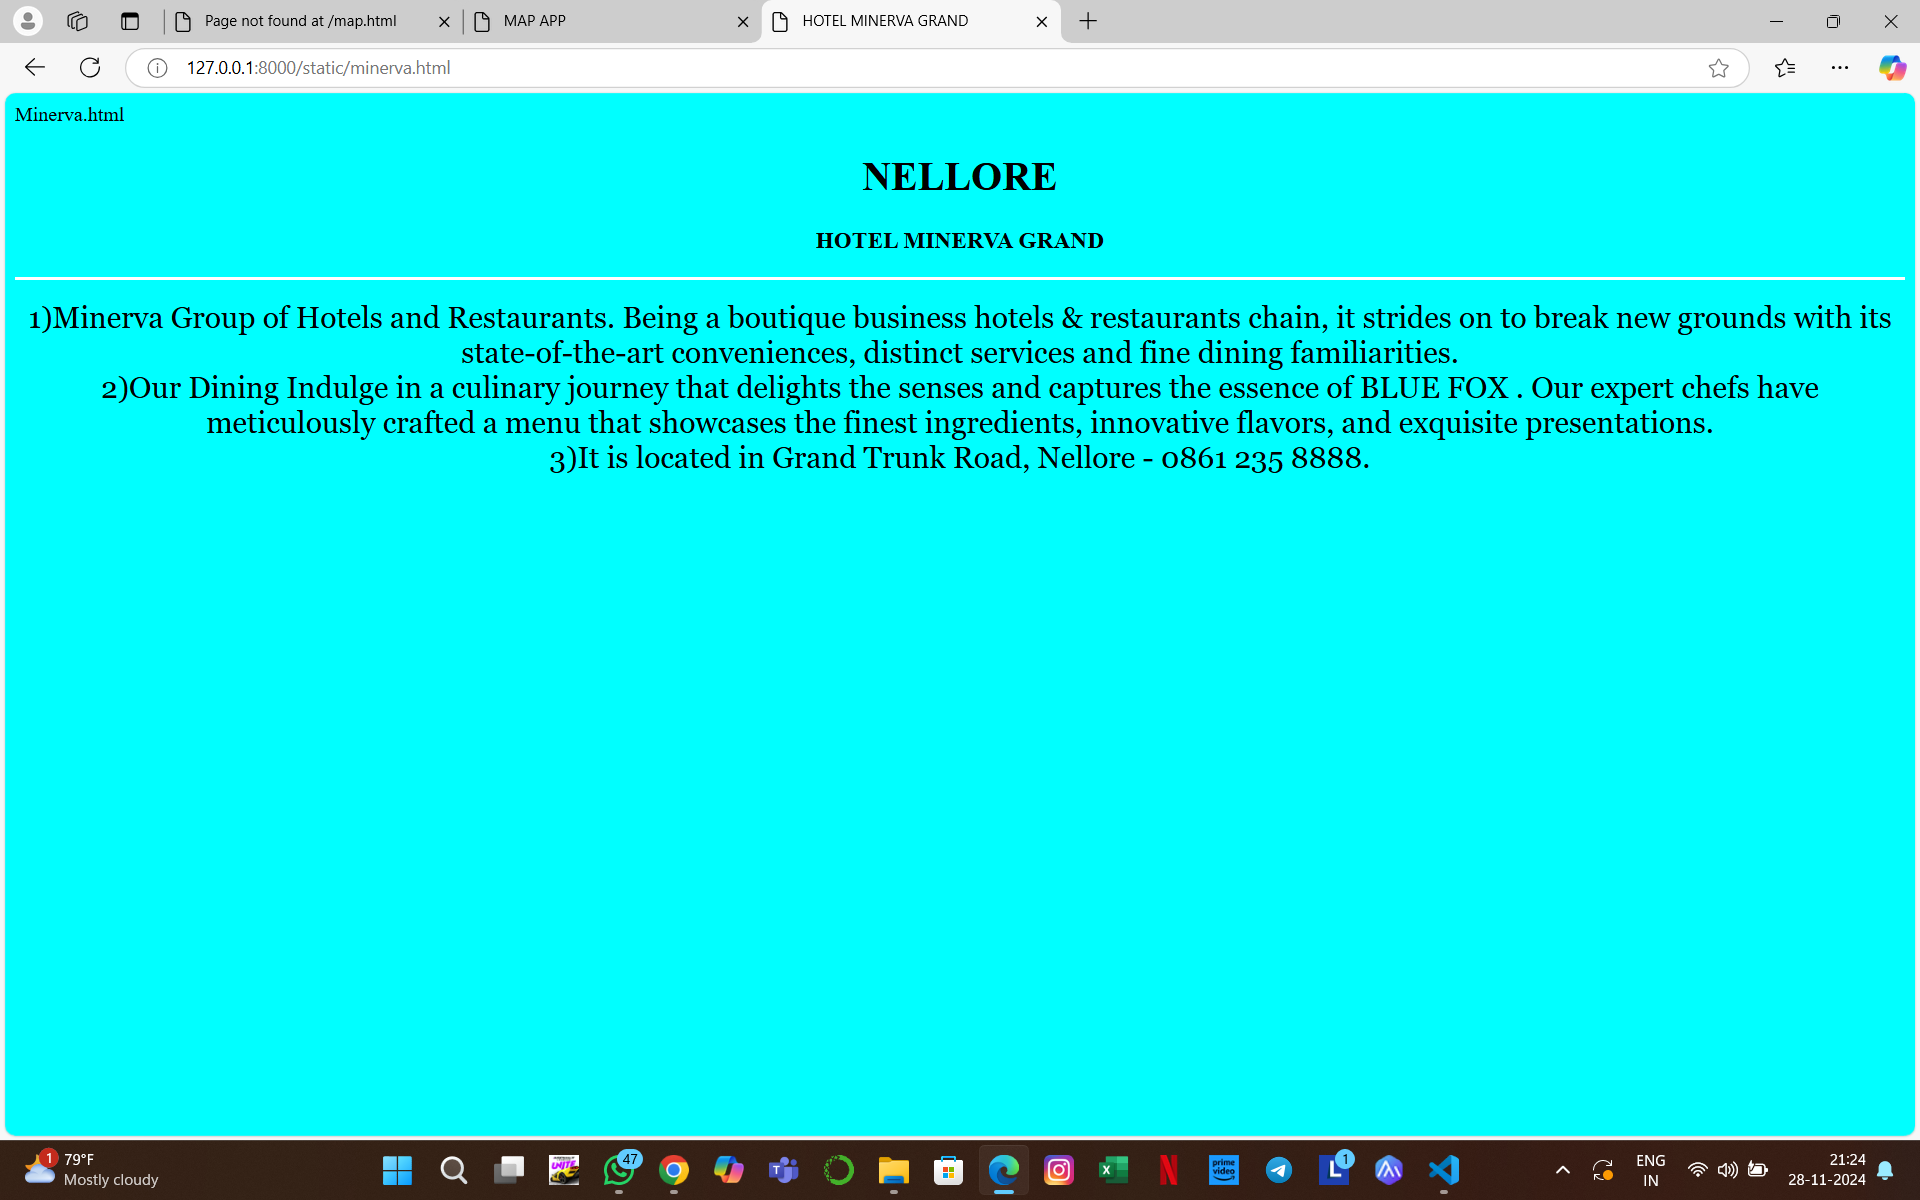 Page not found at /map.html
MAP APP
HOTEL MINERVA GRAND
127.0.0.1:8000/static/minerva.html
Minerva.html
NELLORE
HOTEL MINERVA GRAND
1)Minerva Group of Hotels and Restaurants. Being a boutique business hotels & restaurants chain, it strides on to break new grounds with its
state-of-the-art conveniences, distinct services and fine dining familiarities.
2)Our Dining Indulge in a culinary journey that delights the senses and captures the essence of BLUE FOX . Our expert chefs have
meticulously crafted a menu that showcases the finest ingredients, innovative flavors, and exquisite presentations.
3)It is located in Grand Trunk Road, Nellore - 0861 235 8888.
1
79°F
Mostly cloudy
UNITE
47
T
X
N
prime video
L
1
ENG
IN
21:24
28-11-2024